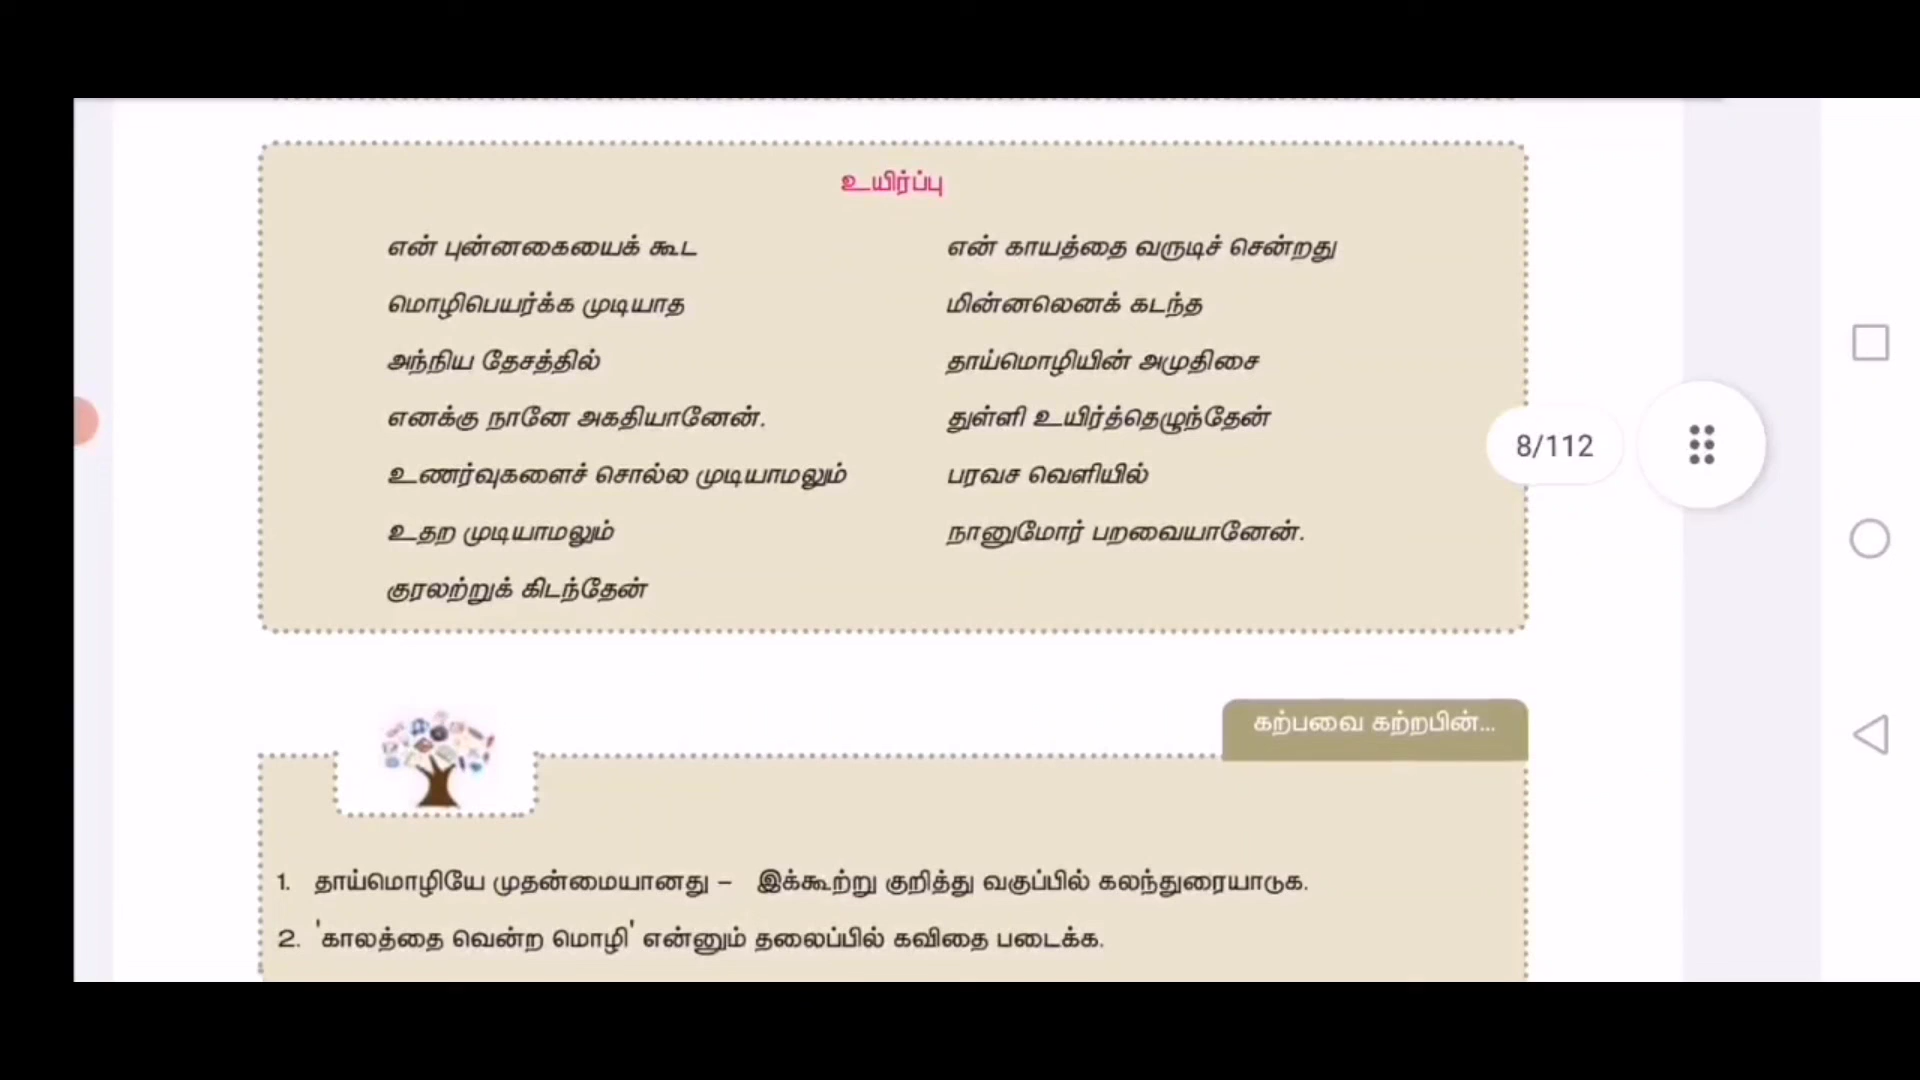 உயிர்ப்பு
என் புன்னகையைக் கூட
மொழிபெயர்க்க முடியாத
அந்நிய தேசத்தில்
எனக்கு நானே அகதியானேன்.
உணர்வுகளைச் சொல்ல முடியாமலும்
உதற முடியாமலும்
குரலற்றுக் கிடந்தேன்
என் காயத்தை வருடிச் சென்றது
மின்னலெனக் கடந்த
தாய்மொழியின் அமுதிசை
துள்ளி உயிர்த்தெழுந்தேன்
பரவச வெளியில்
நானுமோர் பறவையானேன்.
8/112
கற்பவை கற்றபின்...
1. தாய்மொழியே முதன்மையானது – இக்கூற்று குறித்து வகுப்பில் கலந்துரையாடுக.
2. 'காலத்தை வென்ற மொழி' என்னும் தலைப்பில் கவிதை படைக்க.